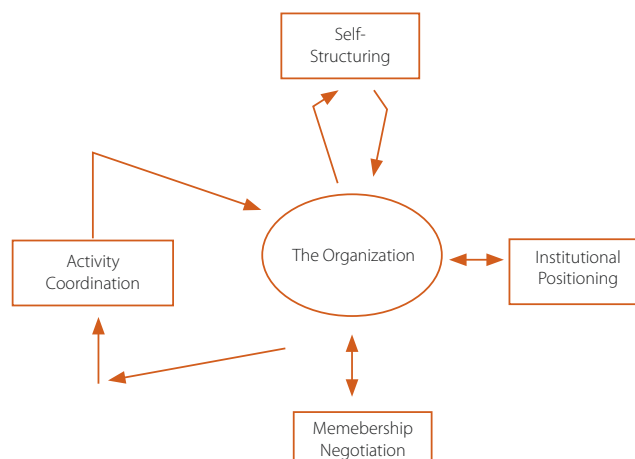 Self-
Structuring
The Organization
Activity
Coordination
Institutional
Positioning
Memebership
Negotiation